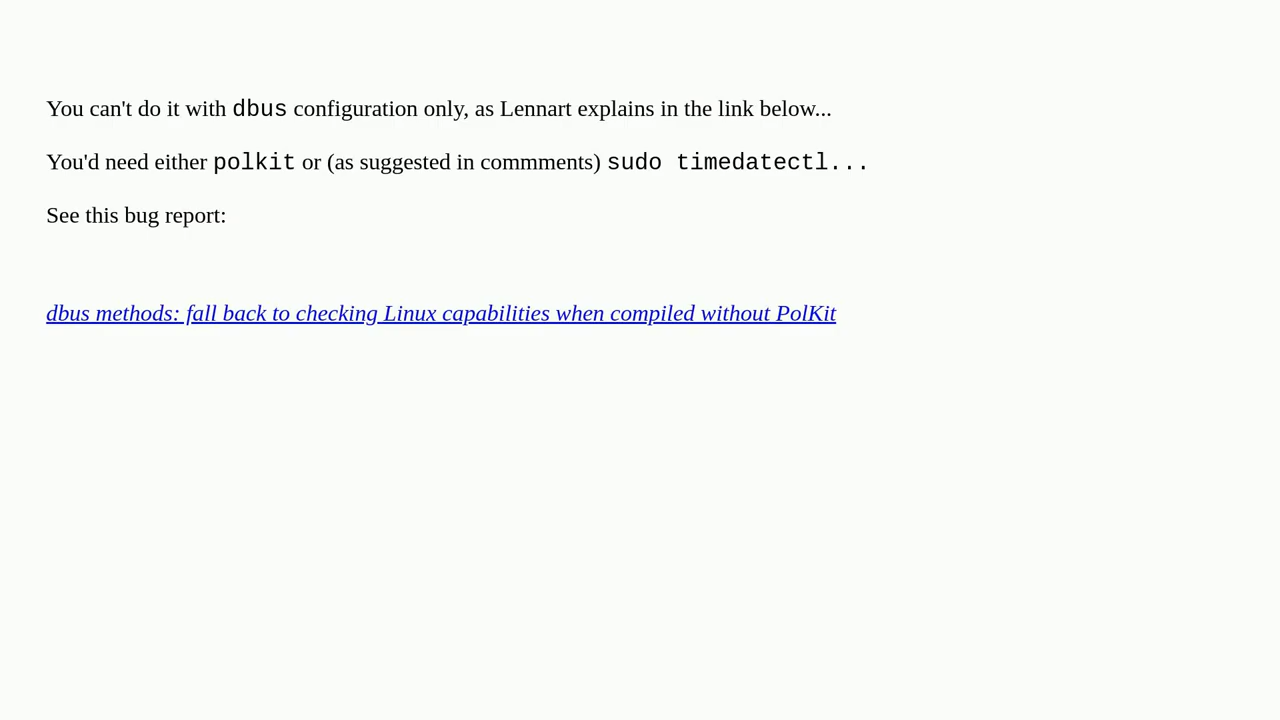 You can't do it with dbus configuration only, as Lennart explains in the link below...
You'd need either polkit or (as suggested in commments) sudo timedatectl...
See this bug report:
dbus methods: fall back to checking Linux capabilities when compiled without PolKit